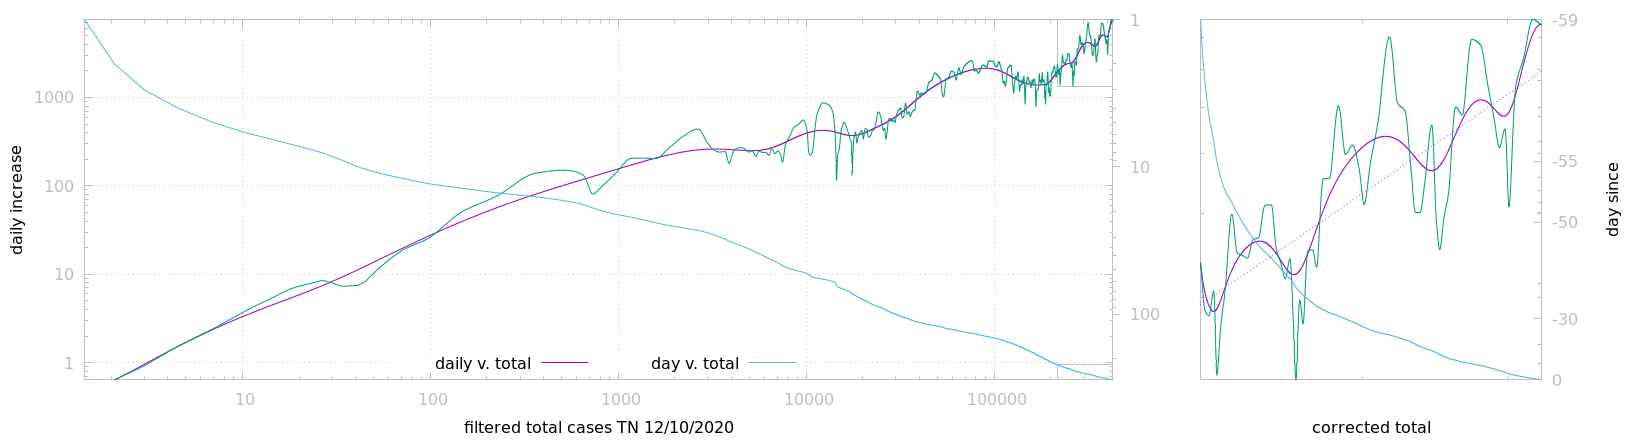 daily increase
1000
100
10
1
10
100
1000
10000
100000
1
10
100
daily v. total
day v. total
filtered total cases TN 12/10/2020
-59
-55
-50
-30
0
day since
corrected total